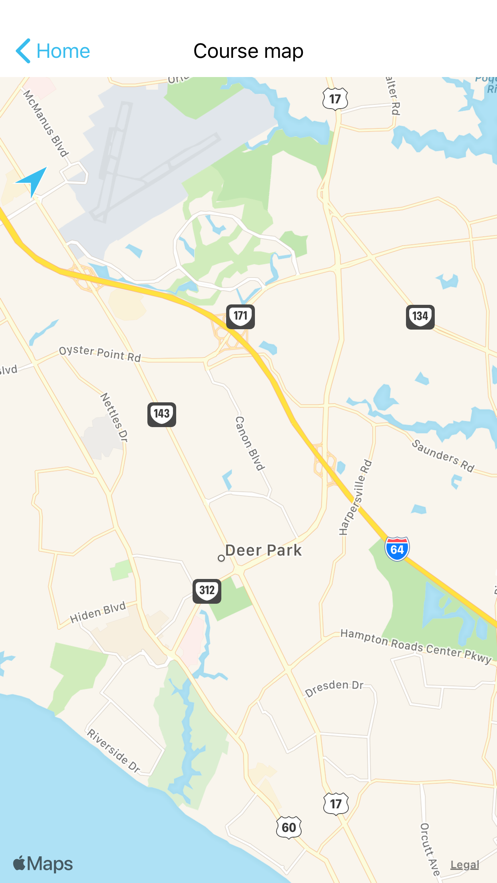 Home
Course map
17
McManus Blvd
171
134
Oyster Point Rd
143
Nettles Dr
Canon Blvd
Saunders Rd
Harpersville Rd
Deer Park
64
312
Hiden Blvd
Hampton Roads Center Pkwy
Dresden Dr
Riverside Dr
17
60
Orcutt Ave
Maps
Legal